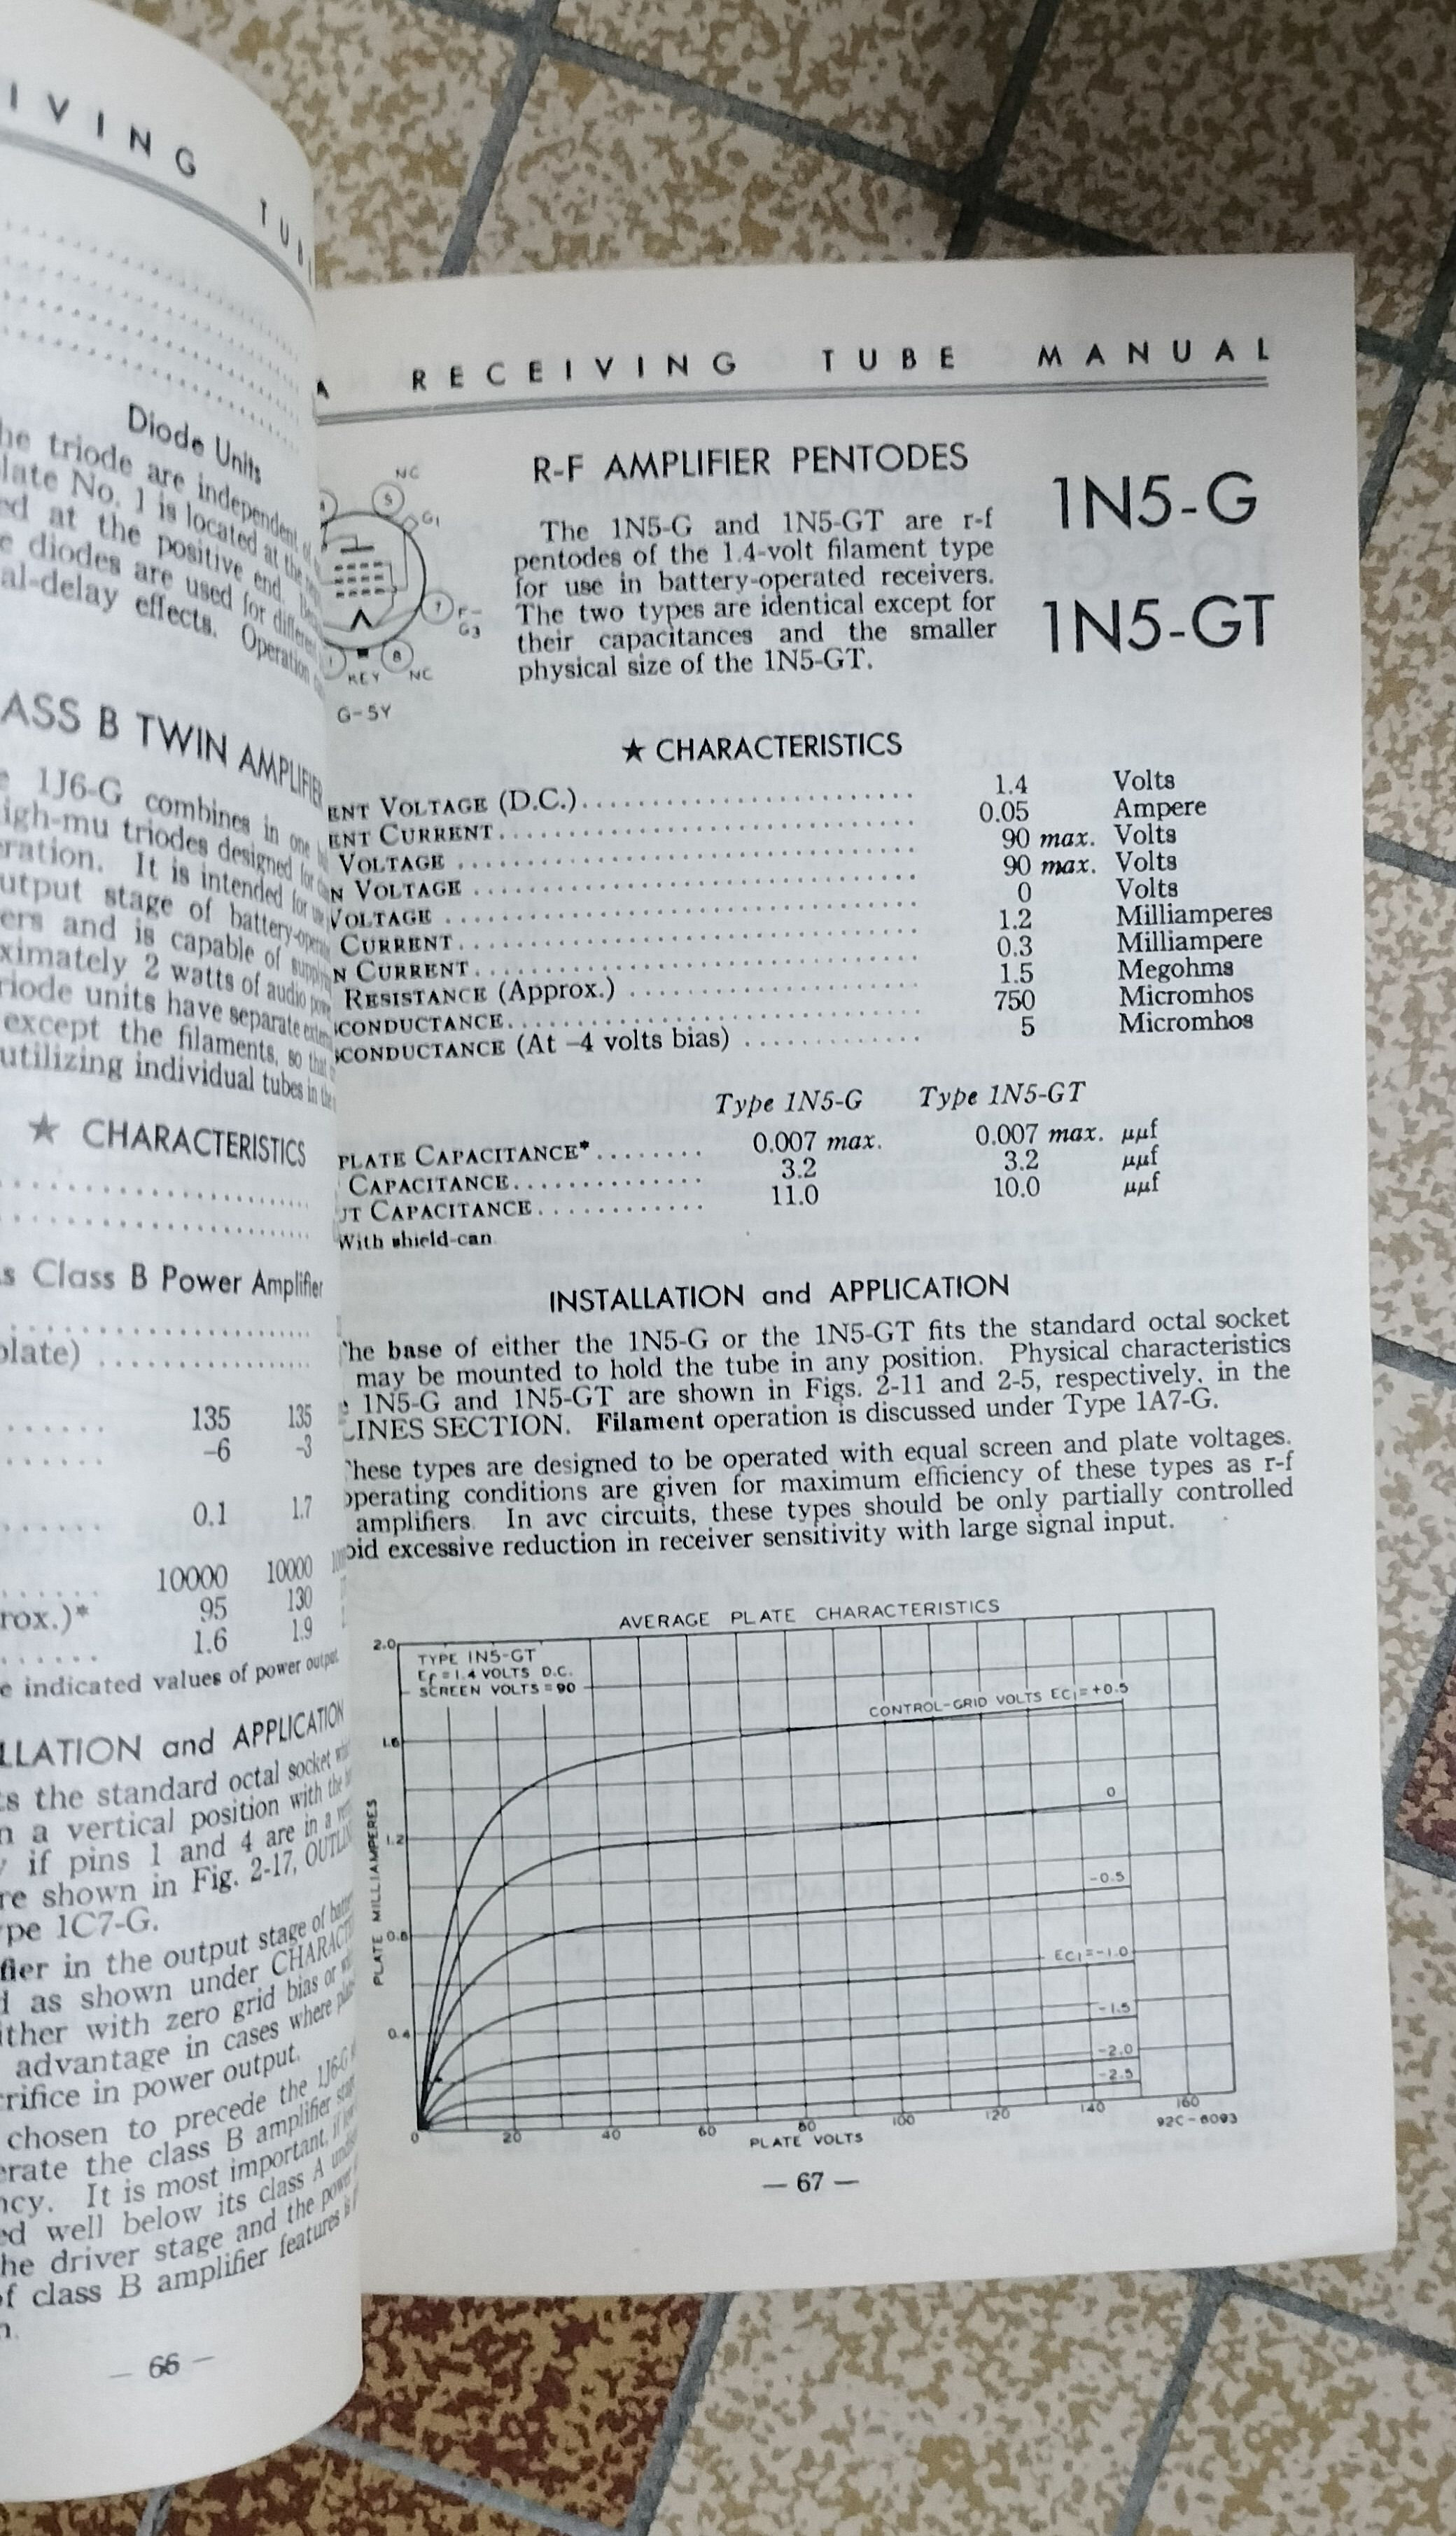 IVING TUB
Diode Units
he triode are independent of
late No. 1 is located at the
ed at the positive end.
e diodes are used for different
al-delay effects. Operation
ASS B TWIN AMPLIFIER
e 1J6-G combines in one
igh-mu triodes designed for
ration. It is intended for use
utput stage of battery-operated
ers and is capable of supplying
ximately 2 watts of audio power
riode units have separate external
except the filaments, so that
utilizing individual tubes in the
★ CHARACTERISTICS
s Class B Power Amplifier
plate)
135 135
-6 -3
0.1 1.7
10000 10000
rox.)* 95 130
1.6 1.9
e indicated values of power output
LLATION and APPLICATION
ts the standard octal socket
n a vertical position with the
y if pins 1 and 4 are in a
re shown in Fig. 2-17, OUTLIN
ype 1C7-G.
fier in the output stage of
d as shown under CHARACT
ither with zero grid bias or
advantage in cases where
crifice in power output.
chosen to precede the 1J6-G
erate the class B amplifier
ncy. It is most important,
ed well below its class A
he driver stage and the power
of class B amplifier features is
n.
— 66 —
A RECEIVING TUBE MANUAL
NC
5
G1
7
F-
G3
8
NC
KEY
1
G-5Y
R-F AMPLIFIER PENTODES
1N5-G
1N5-GT
The 1N5-G and 1N5-GT are r-f
pentodes of the 1.4-volt filament type
for use in battery-operated receivers.
The two types are identical except for
their capacitances and the smaller
physical size of the 1N5-GT.
★ CHARACTERISTICS
ENT VOLTAGE (D.C.) 1.4 Volts
ENT CURRENT 0.05 Ampere
VOLTAGE 90 max. Volts
N VOLTAGE 90 max. Volts
VOLTAGE 0 Volts
CURRENT 1.2 Milliamperes
N CURRENT 0.3 Milliampere
RESISTANCE (Approx.) 1.5 Megohms
SCONDUCTANCE 750 Micromhos
SCONDUCTANCE (At -4 volts bias) 5 Micromhos
Type 1N5-G Type 1N5-GT
PLATE CAPACITANCE* 0.007 max. 0.007 max. μμf
CAPACITANCE 3.2 3.2 μμf
UT CAPACITANCE 11.0 10.0 μμf
With shield-can
INSTALLATION and APPLICATION
The base of either the 1N5-G or the 1N5-GT fits the standard octal socket
may be mounted to hold the tube in any position. Physical characteristics
e 1N5-G and 1N5-GT are shown in Figs. 2-11 and 2-5, respectively, in the
LINES SECTION. Filament operation is discussed under Type 1A7-G.
These types are designed to be operated with equal screen and plate voltages.
operating conditions are given for maximum efficiency of these types as r-f
amplifiers. In avc circuits, these types should be only partially controlled
oid excessive reduction in receiver sensitivity with large signal input.
AVERAGE PLATE CHARACTERISTICS
TYPE 1N5-GT
Ef = 1.4 VOLTS D.C.
SCREEN VOLTS = 90
CONTROL-GRID VOLTS EC1=+0.5
0
-0.5
EC1=-1.0
-1.5
-2.0
-2.5
2.0
1.6
1.2
0.8
0.4
PLATE MILLIAMPERES
0 20 40 60 80 100 120 140 160
PLATE VOLTS
92C-6093
— 67 —